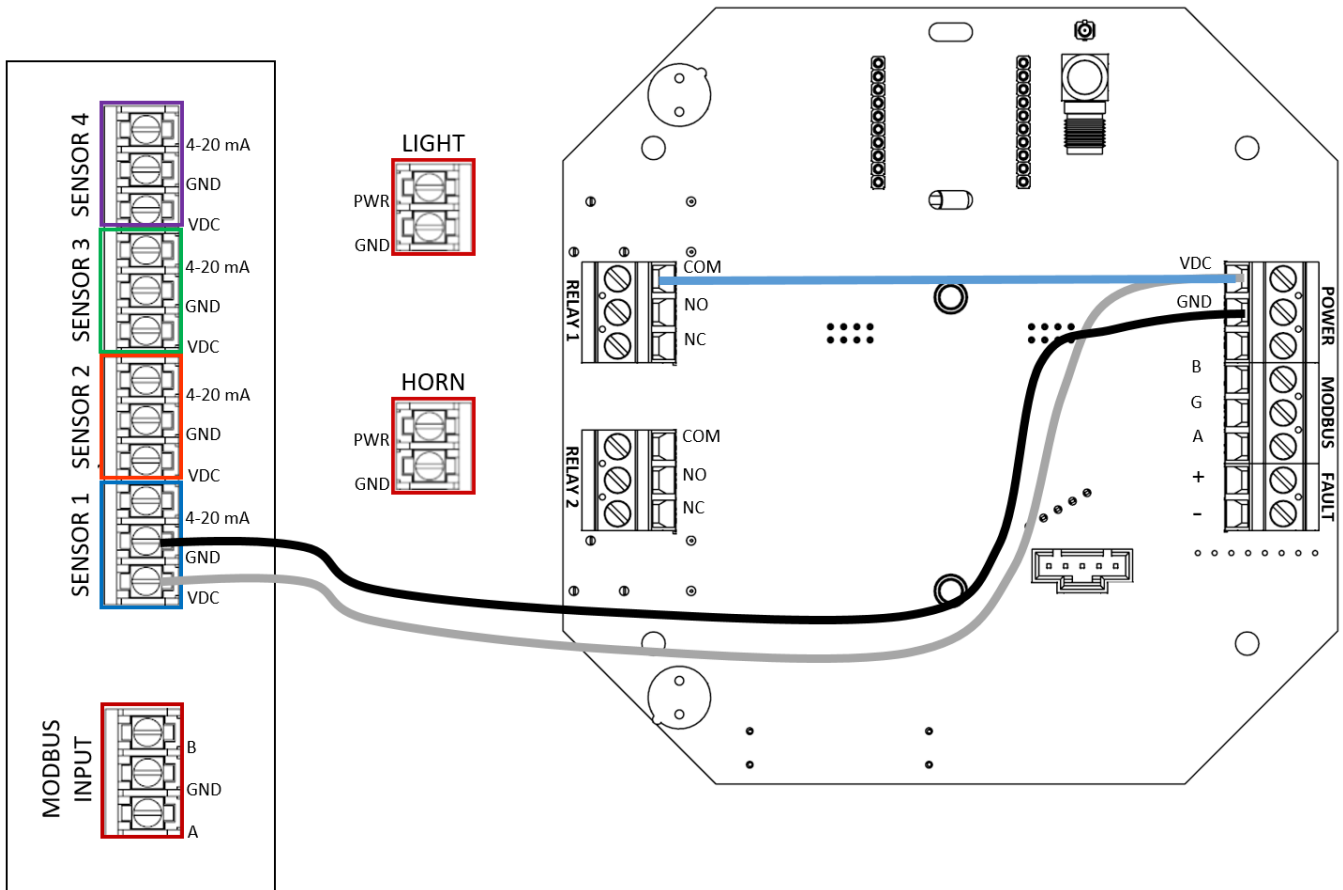 SENSOR 4
4-20 mA
GND
VDC
SENSOR 3
4-20 mA
GND
VDC
SENSOR 2
4-20 mA
GND
VDC
SENSOR 1
4-20 mA
GND
VDC
MODBUS
INPUT
B
GND
A
LIGHT
PWR
GND
HORN
PWR
GND
RELAY 1
COM
NO
NC
RELAY 2
COM
NO
NC
VDC
GND
B
G
A
+
-
POWER
MODBUS
FAULT